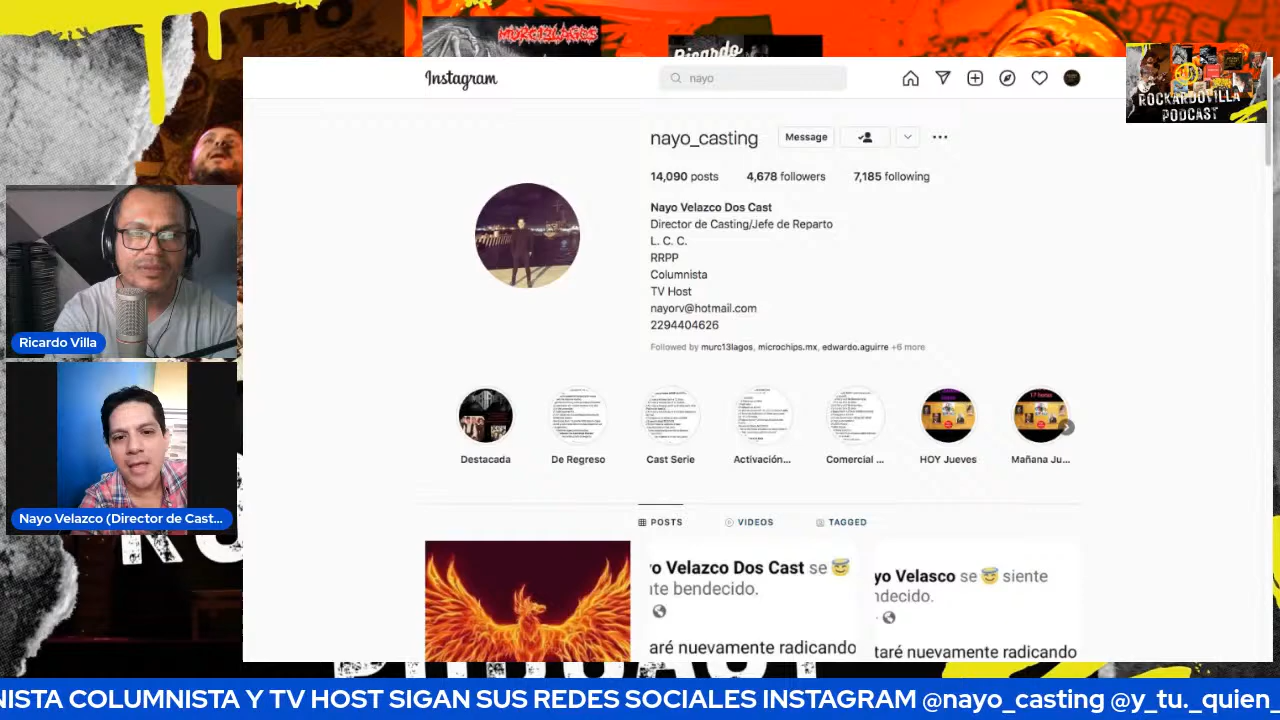 MURC13LAGOS
Ricardo
Instagram
nayo
ROCKARDOVILLA
PODCAST
nayo_casting
Message
14,090 posts
4,678 followers
7,185 following
Nayo Velazco Dos Cast
Director de Casting/Jefe de Reparto
L. C. C.
RRPP
Columnista
TV Host
nayorv@hotmail.com
2294404626
Followed by murc13lagos, microchips.mx, edwardo.aguirre +6 more
Ricardo Villa
Nayo Velazco (Director de Cast...
Destacada
De Regreso
Cast Serie
Activación...
Comercial ...
HOY Jueves
Mañana Ju...
POSTS
VIDEOS
TAGGED
yo Velazco Dos Cast se 😇
nte bendecido.
aré nuevamente radicando
yo Velasco se 😇 siente
ndecido.
taré nuevamente radicando
NISTA COLUMNISTA Y TV HOST SIGAN SUS REDES SOCIALES INSTAGRAM @nayo_casting @y_tu._quien_